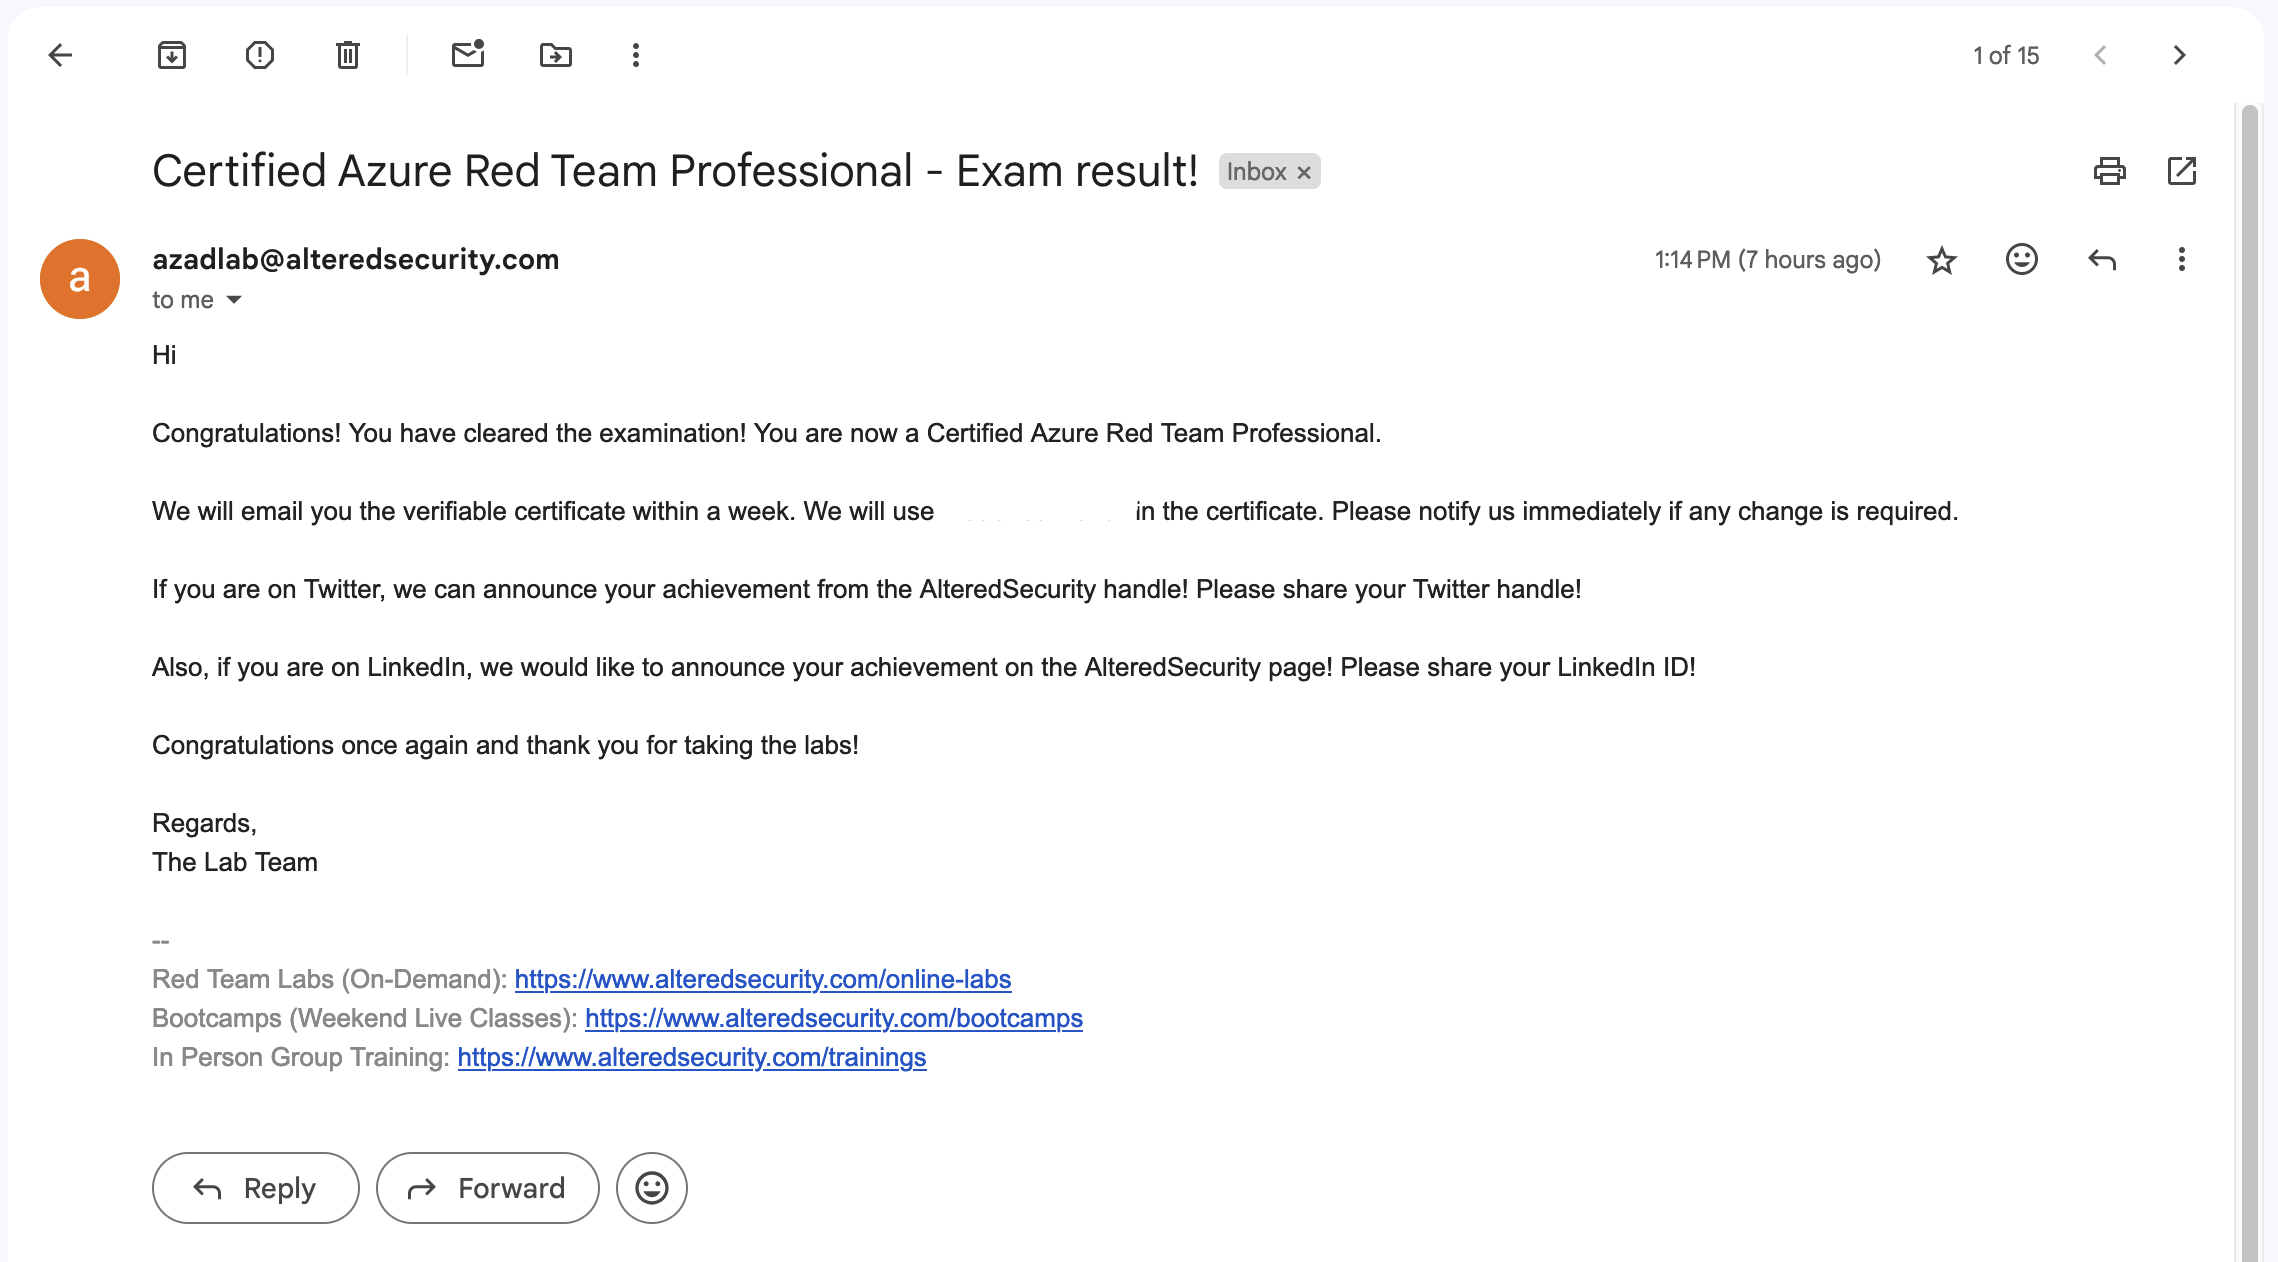 1 of 15
Certified Azure Red Team Professional - Exam result! Inbox ×
a
azadlab@alteredsecurity.com 1:14 PM (7 hours ago)
to me
Hi
Congratulations! You have cleared the examination! You are now a Certified Azure Red Team Professional.
We will email you the verifiable certificate within a week. We will use in the certificate. Please notify us immediately if any change is required.
If you are on Twitter, we can announce your achievement from the AlteredSecurity handle! Please share your Twitter handle!
Also, if you are on LinkedIn, we would like to announce your achievement on the AlteredSecurity page! Please share your LinkedIn ID!
Congratulations once again and thank you for taking the labs!
Regards,
The Lab Team
--
Red Team Labs (On-Demand): https://www.alteredsecurity.com/online-labs
Bootcamps (Weekend Live Classes): https://www.alteredsecurity.com/bootcamps
In Person Group Training: https://www.alteredsecurity.com/trainings
Reply Forward